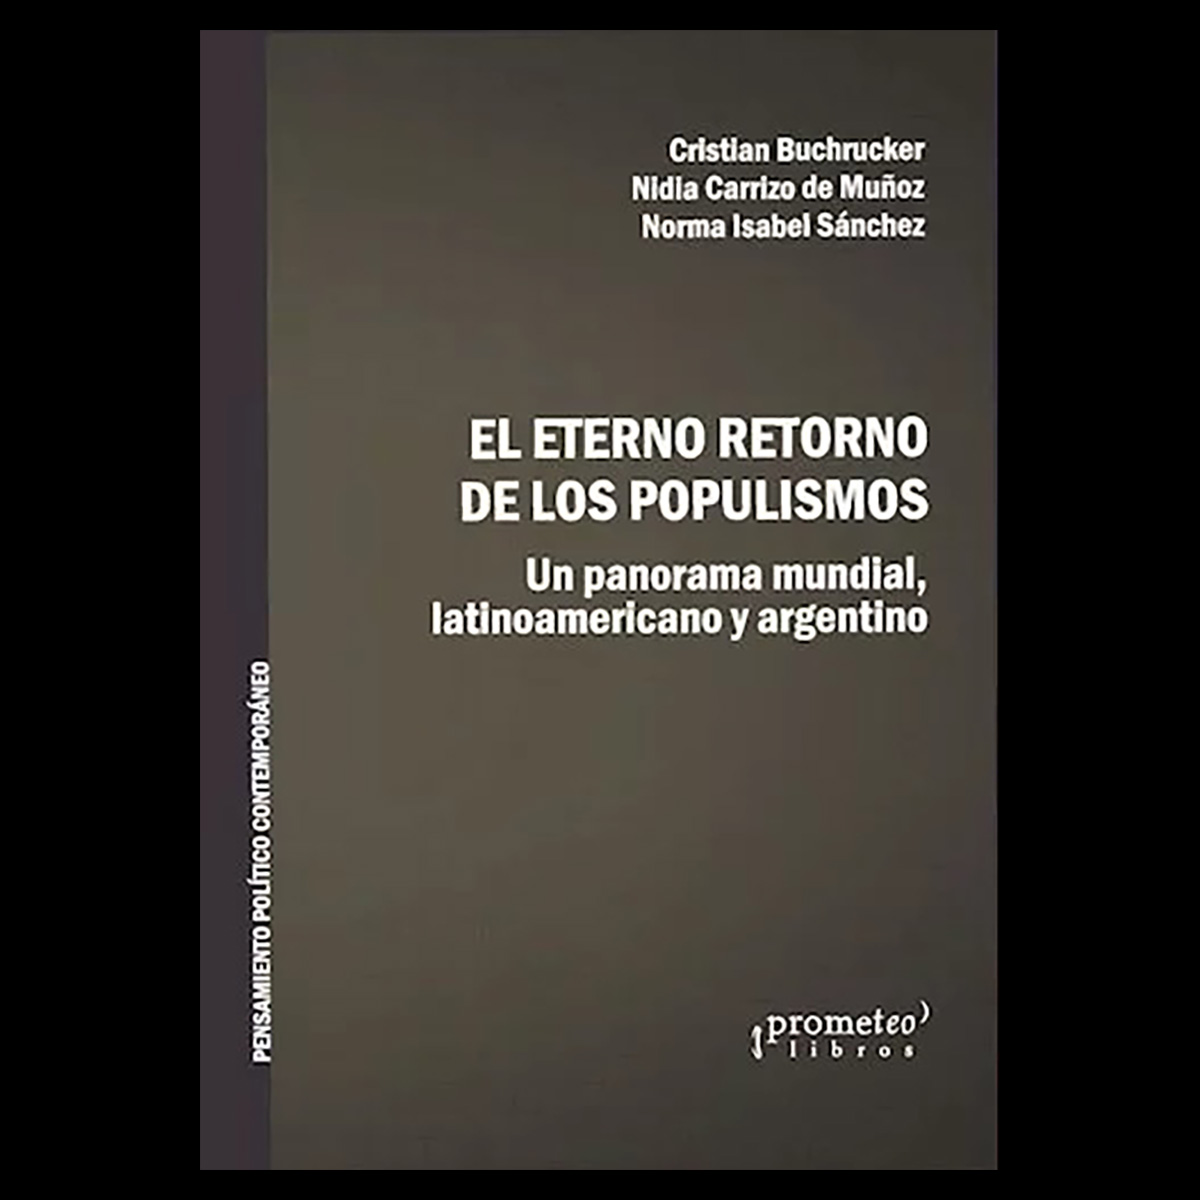 Cristian Buchrucker
Nidia Carrizo de Muñoz
Norma Isabel Sánchez
EL ETERNO RETORNO
DE LOS POPULISMOS
Un panorama mundial,
latinoamericano y argentino
PENSAMIENTO POLÍTICO CONTEMPORÁNEO
prometeo
libros